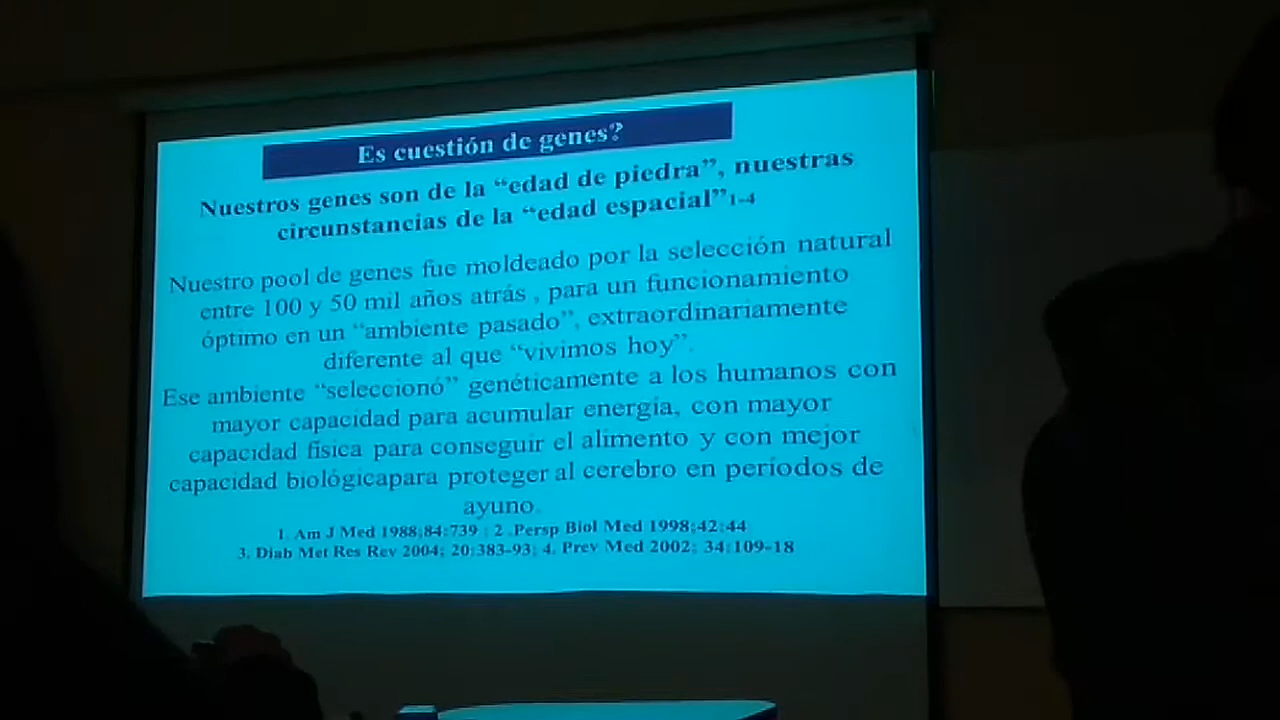 Es cuestión de genes?
Nuestros genes son de la “edad de piedra”, nuestras
circunstancias de la “edad espacial”1-4
Nuestro pool de genes fue moldeado por la selección natural
entre 100 y 50 mil años atrás , para un funcionamiento
óptimo en un “ambiente pasado”, extraordinariamente
diferente al que “vivimos hoy”.
Ese ambiente “seleccionó” genéticamente a los humanos con
mayor capacidad para acumular energía, con mayor
capacidad física para conseguir el alimento y con mejor
capacidad biológicapara proteger al cerebro en períodos de
ayuno.
1. Am J Med 1988;84:739 ; 2 .Persp Biol Med 1998;42:44
3. Diab Met Res Rev 2004; 20:383-93; 4. Prev Med 2002; 34:109-18